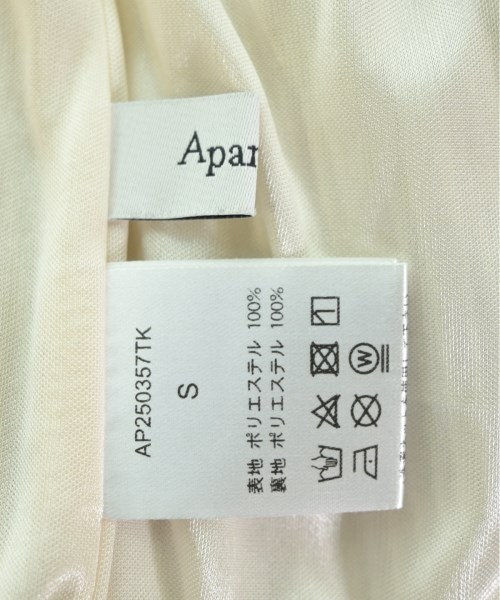 Apar
AP250357TK
S
表地 ポリエステル 100%
裏地 ポリエステル 100%
W